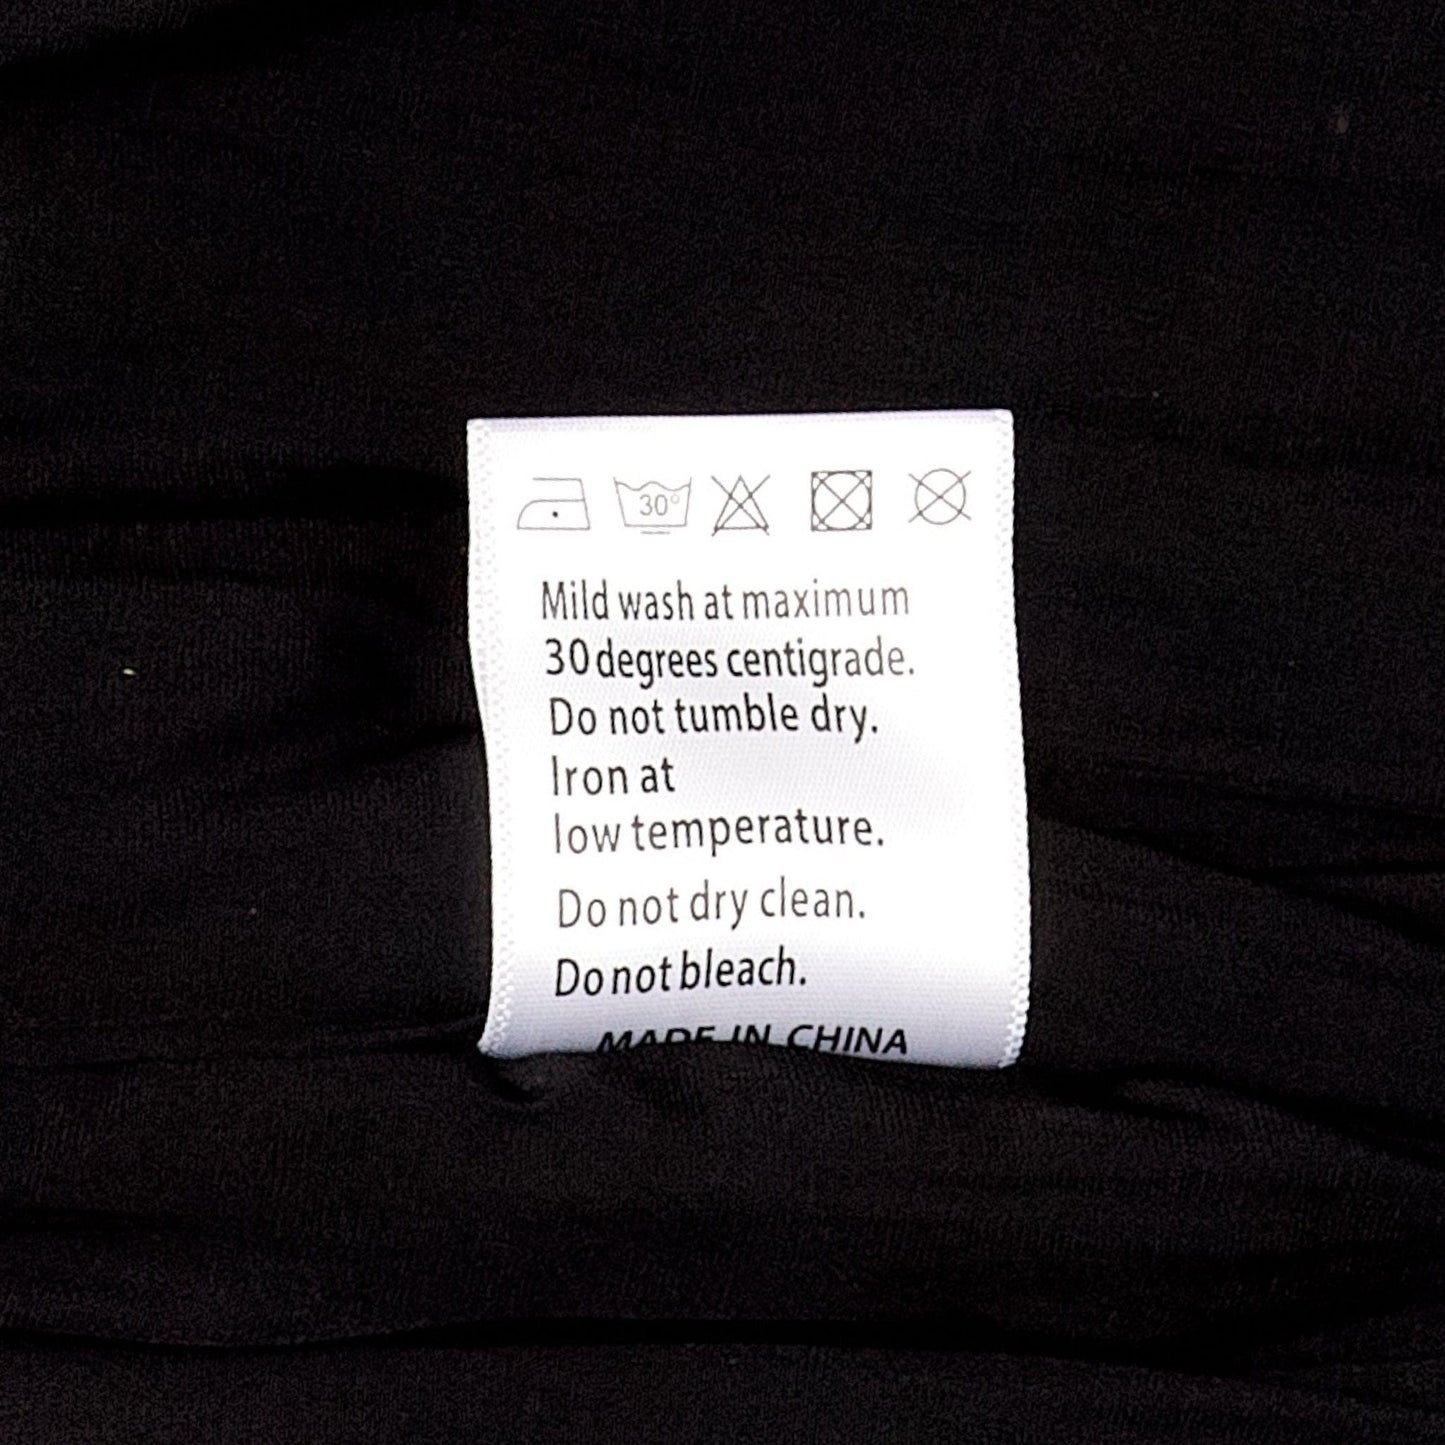 30°
Mild wash at maximum
30 degrees centigrade.
Do not tumble dry.
Iron at
low temperature.
Do not dry clean.
Do not bleach.
MADE IN CHINA